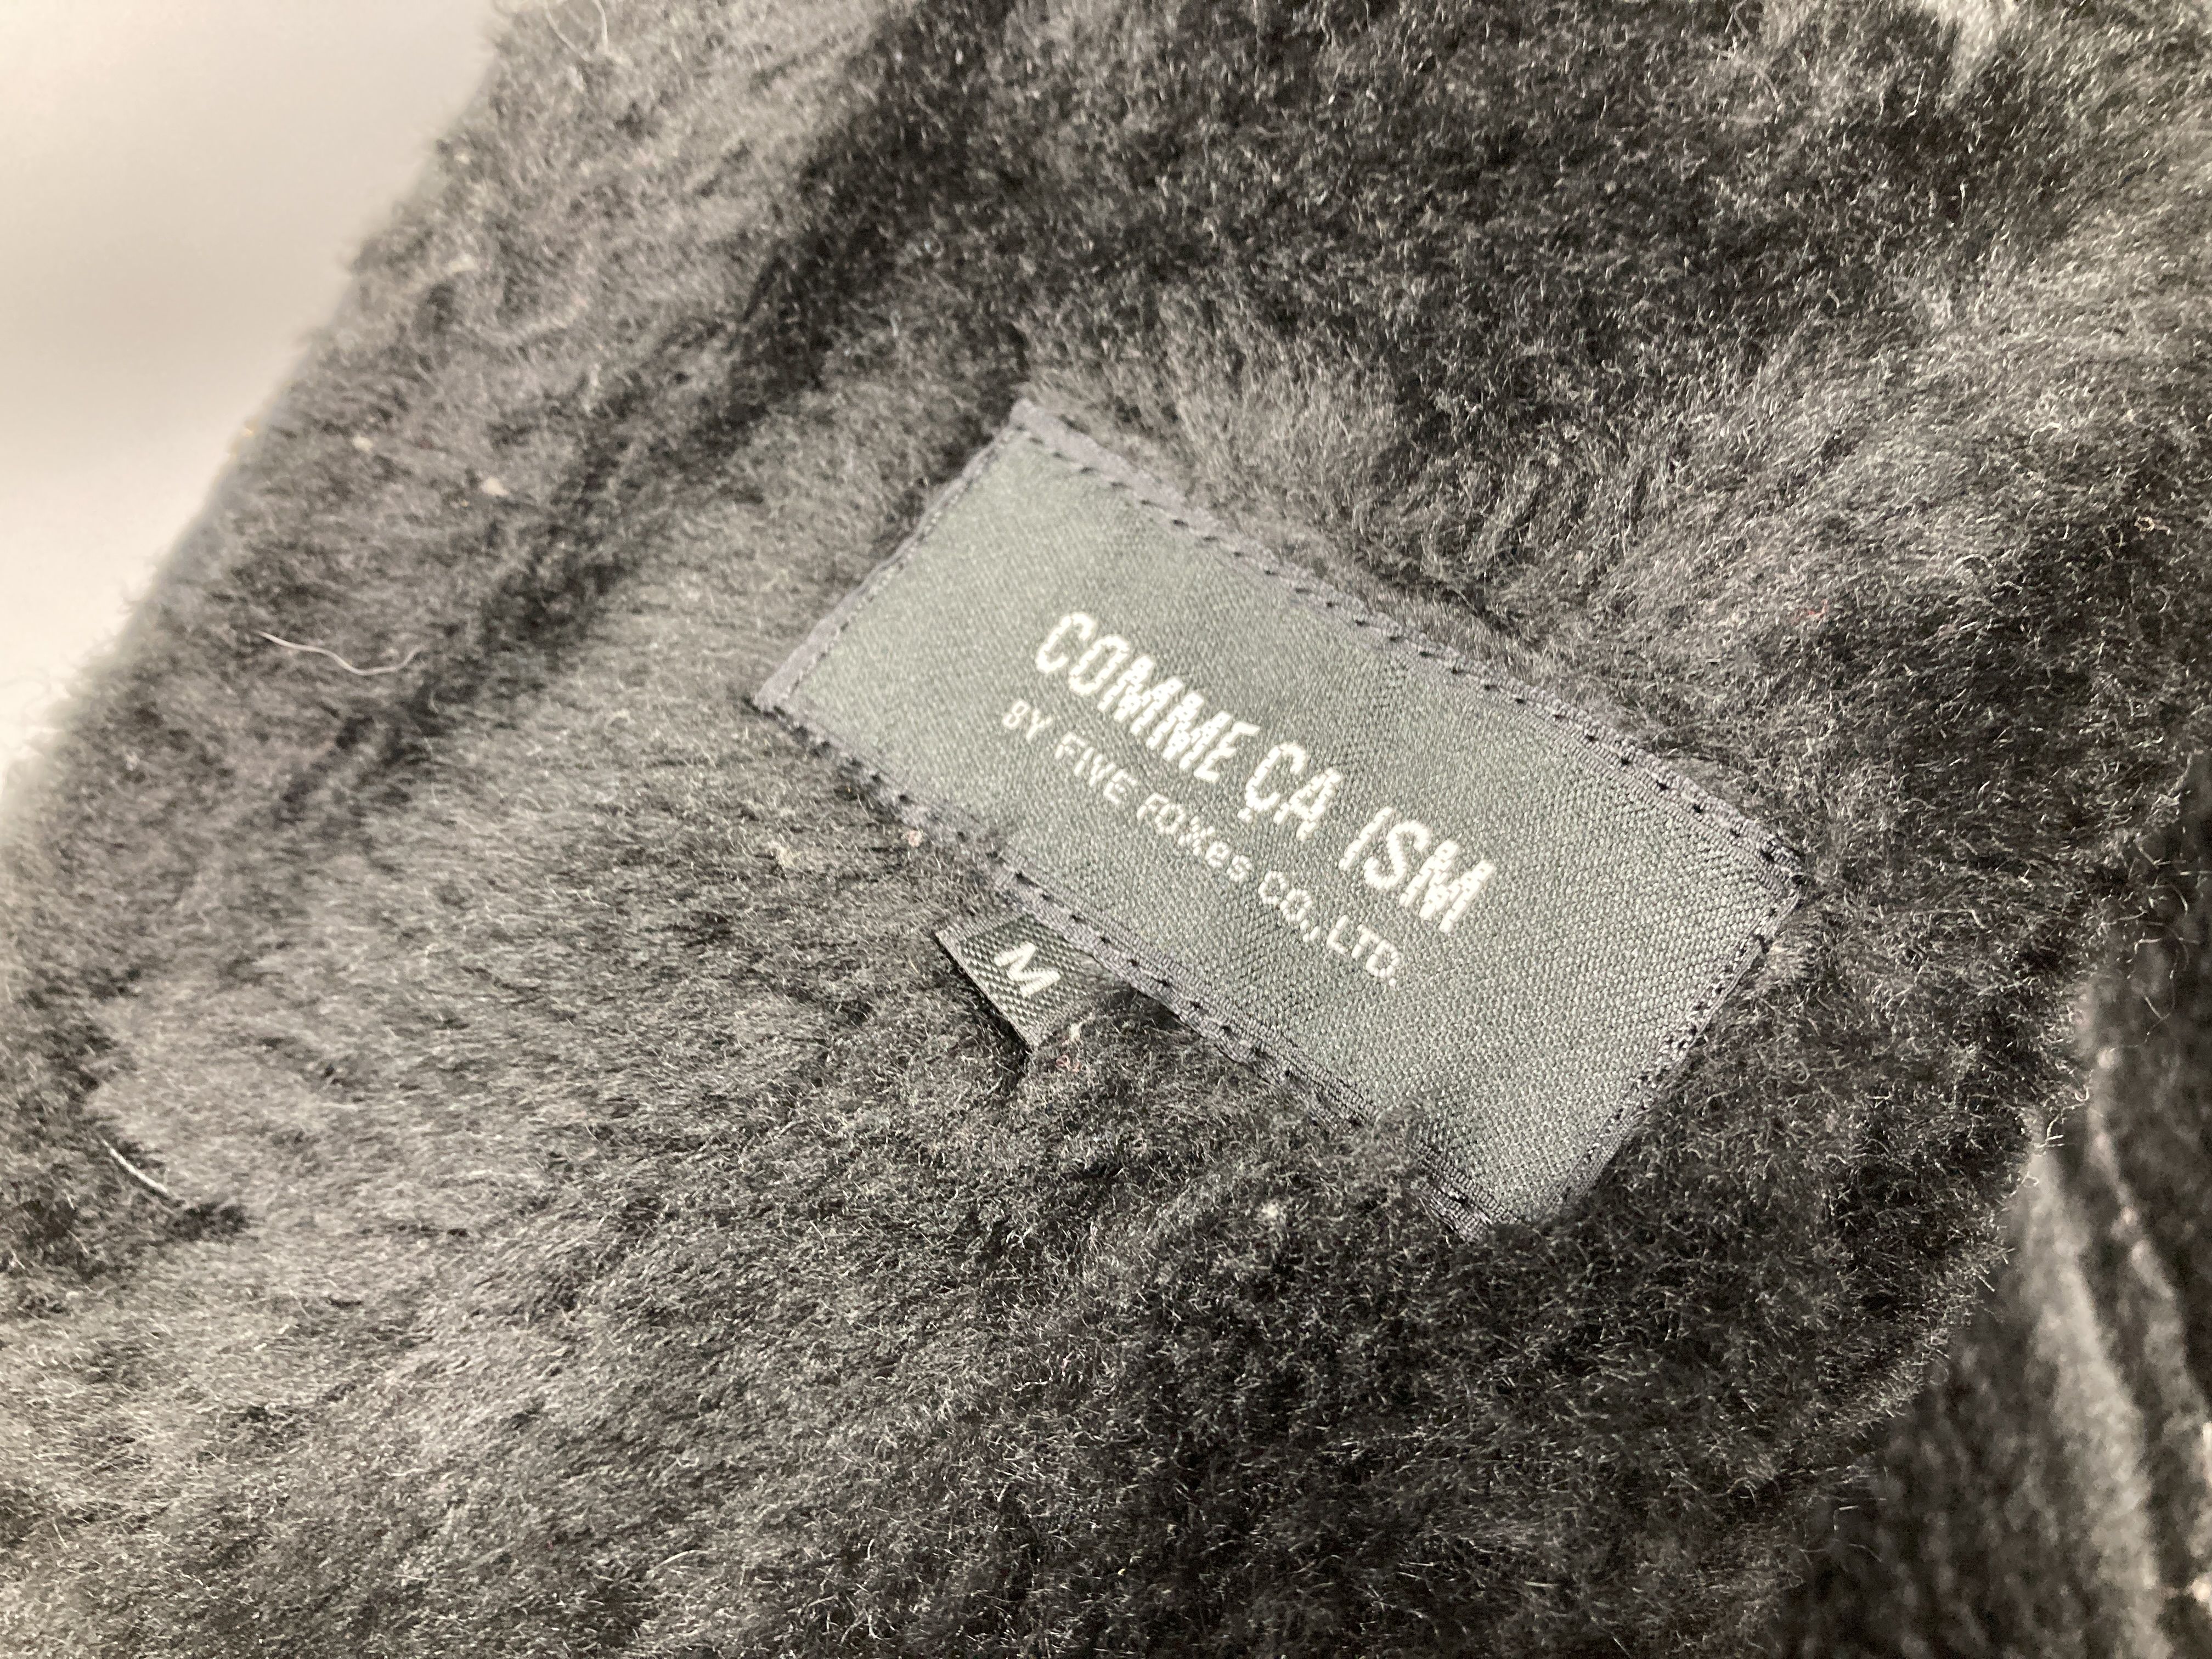 COMME ÇA ISM
BY FIVE FOXeS CO., LTD.
M